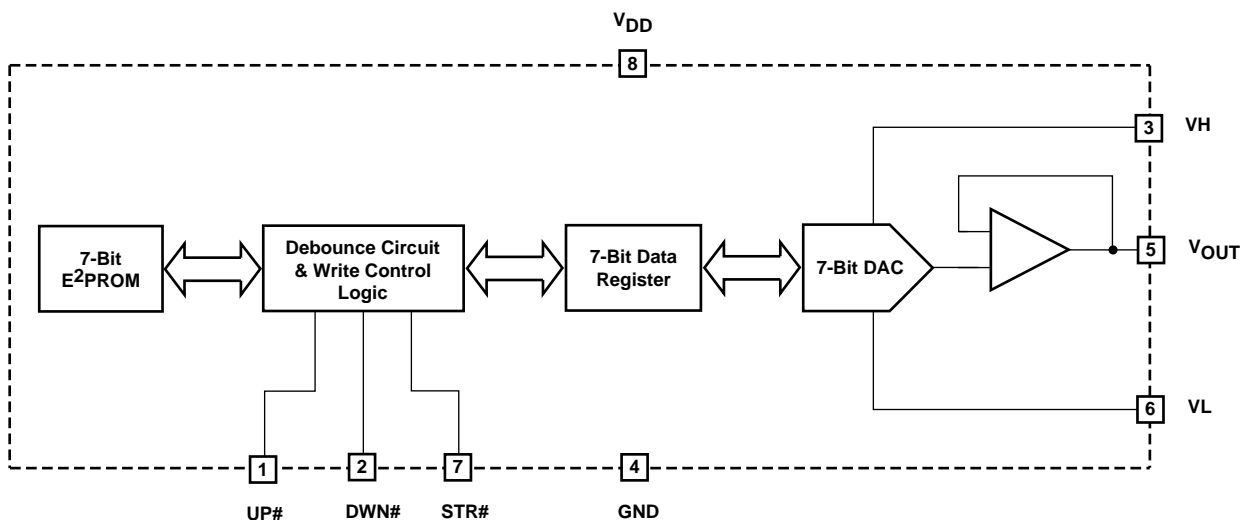 VDD
8
3 VH
7-Bit
E2PROM
Debounce Circuit
& Write Control
Logic
7-Bit Data
Register
7-Bit DAC
5 VOUT
6 VL
1
2
7
4
UP#
DWN#
STR#
GND